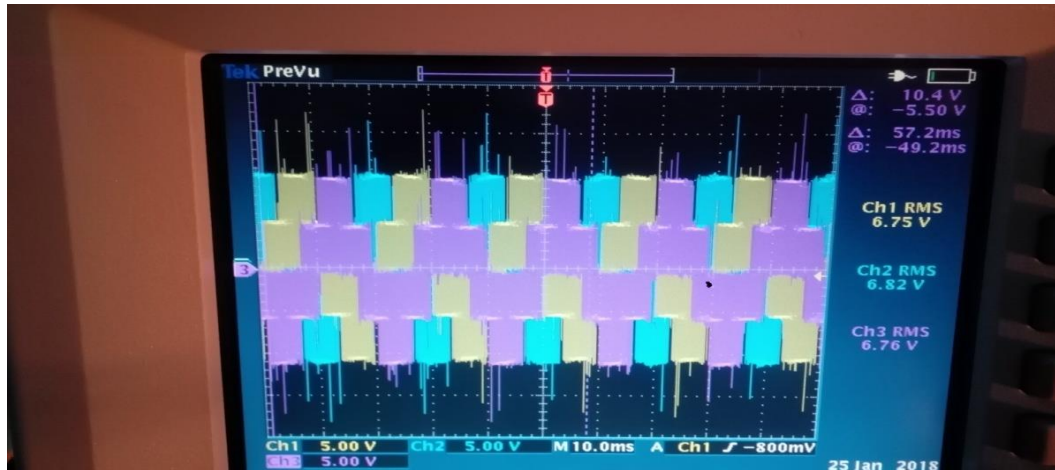 Tek PreVu
T
T
Δ: 10.4 V
@: −5.50 V
Δ: 57.2ms
@: −49.2ms
Ch1 RMS
6.75 V
3
Ch2 RMS
6.82 V
Ch3 RMS
6.76 V
Ch1 5.00 V Ch2 5.00 V M 10.0ms A Ch1 ʃ −800mV
Ch3 5.00 V
25 Jan 2018